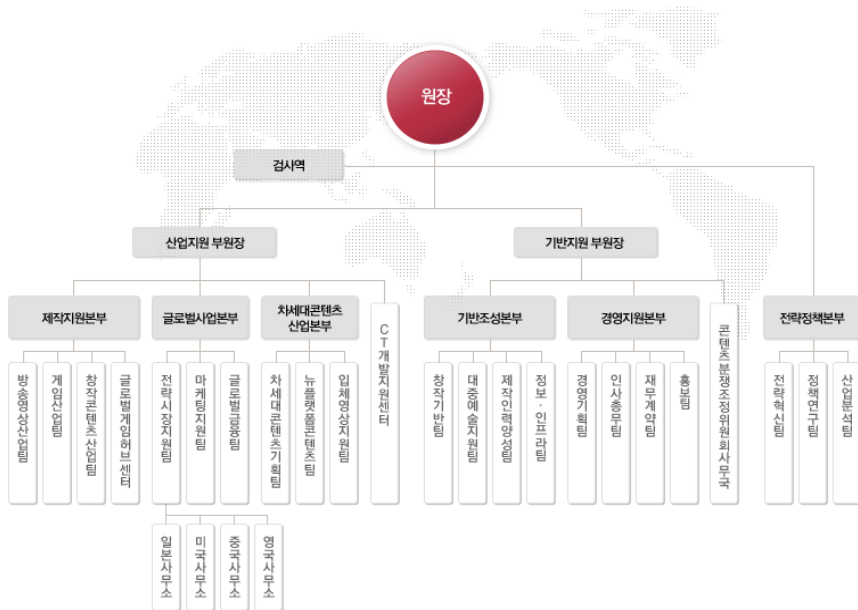 원장
검사역
산업지원 부원장
기반지원 부원장
제작지원본부
글로벌사업본부
차세대콘텐츠
산업본부
CT개발지원센터
기반조성본부
경영지원본부
콘텐츠분쟁조정위원회사무국
전략정책본부
방송영상산업팀
게임산업팀
창작콘텐츠산업팀
글로벌게임허브센터
전략시장지원팀
마케팅지원팀
글로벌금융팀
차세대콘텐츠기획팀
뉴플랫폼콘텐츠팀
입체영상지원팀
창작기반팀
대중예술지원팀
제작인력양성팀
정보·인프라팀
경영기획팀
인사총무팀
재무계약팀
홍보팀
전략혁신팀
정책연구팀
산업분석팀
일본사무소
미국사무소
중국사무소
영국사무소